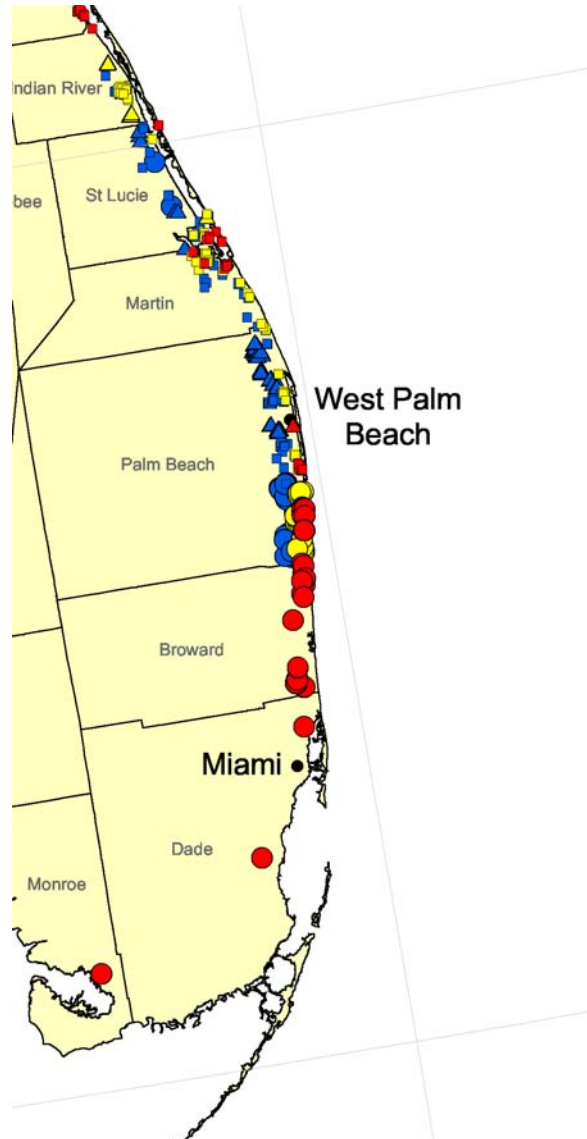 Indian River
St Lucie
bee
Martin
West Palm
Beach
Palm Beach
Broward
Miami
Dade
Monroe